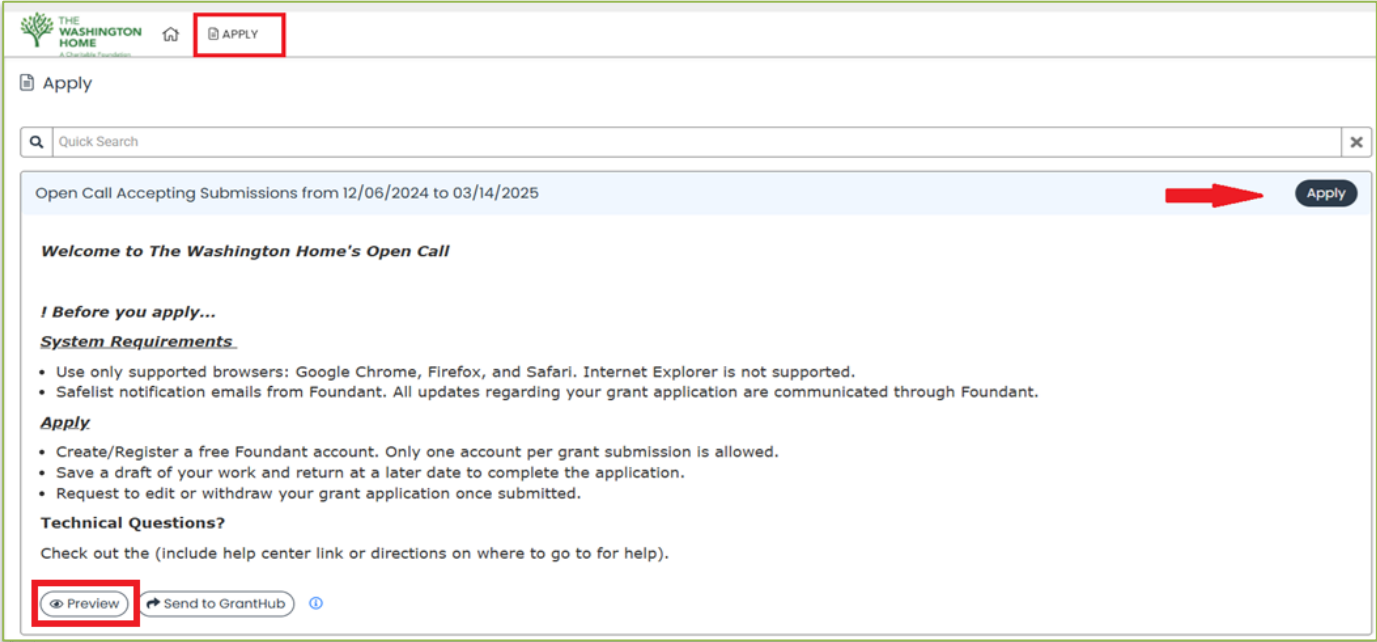 THE
WASHINGTON
HOME
A Charitable Foundation
APPLY
Apply
Quick Search
Open Call Accepting Submissions from 12/06/2024 to 03/14/2025
Apply
Welcome to The Washington Home's Open Call
! Before you apply...
System Requirements
• Use only supported browsers: Google Chrome, Firefox, and Safari. Internet Explorer is not supported.
• Safelist notification emails from Foundant. All updates regarding your grant application are communicated through Foundant.
Apply
• Create/Register a free Foundant account. Only one account per grant submission is allowed.
• Save a draft of your work and return at a later date to complete the application.
• Request to edit or withdraw your grant application once submitted.
Technical Questions?
Check out the (include help center link or directions on where to go to for help).
Preview
Send to GrantHub